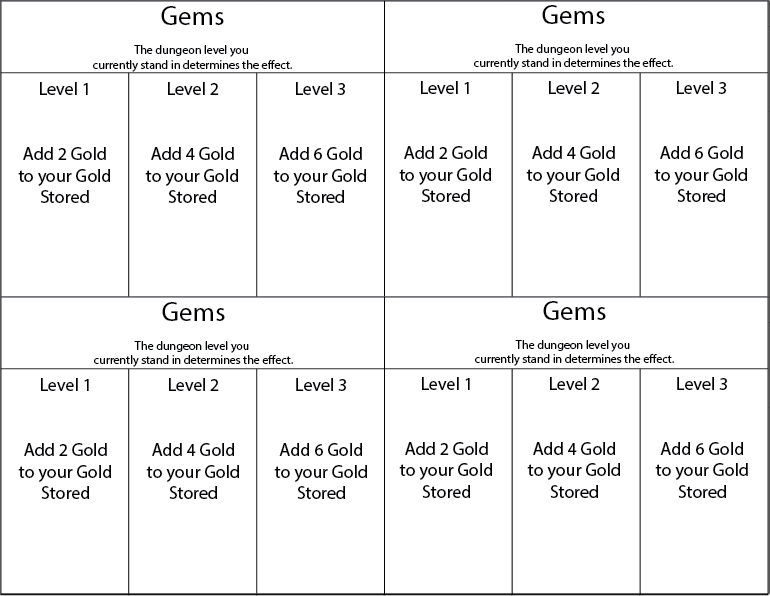 Gems
The dungeon level you
currently stand in determines the effect.
Level 1
Add 2 Gold
to your Gold
Stored
Level 2
Add 4 Gold
to your Gold
Stored
Level 3
Add 6 Gold
to your Gold
Stored
Gems
The dungeon level you
currently stand in determines the effect.
Level 1
Add 2 Gold
to your Gold
Stored
Level 2
Add 4 Gold
to your Gold
Stored
Level 3
Add 6 Gold
to your Gold
Stored
Gems
The dungeon level you
currently stand in determines the effect.
Level 1
Add 2 Gold
to your Gold
Stored
Level 2
Add 4 Gold
to your Gold
Stored
Level 3
Add 6 Gold
to your Gold
Stored
Gems
The dungeon level you
currently stand in determines the effect.
Level 1
Add 2 Gold
to your Gold
Stored
Level 2
Add 4 Gold
to your Gold
Stored
Level 3
Add 6 Gold
to your Gold
Stored